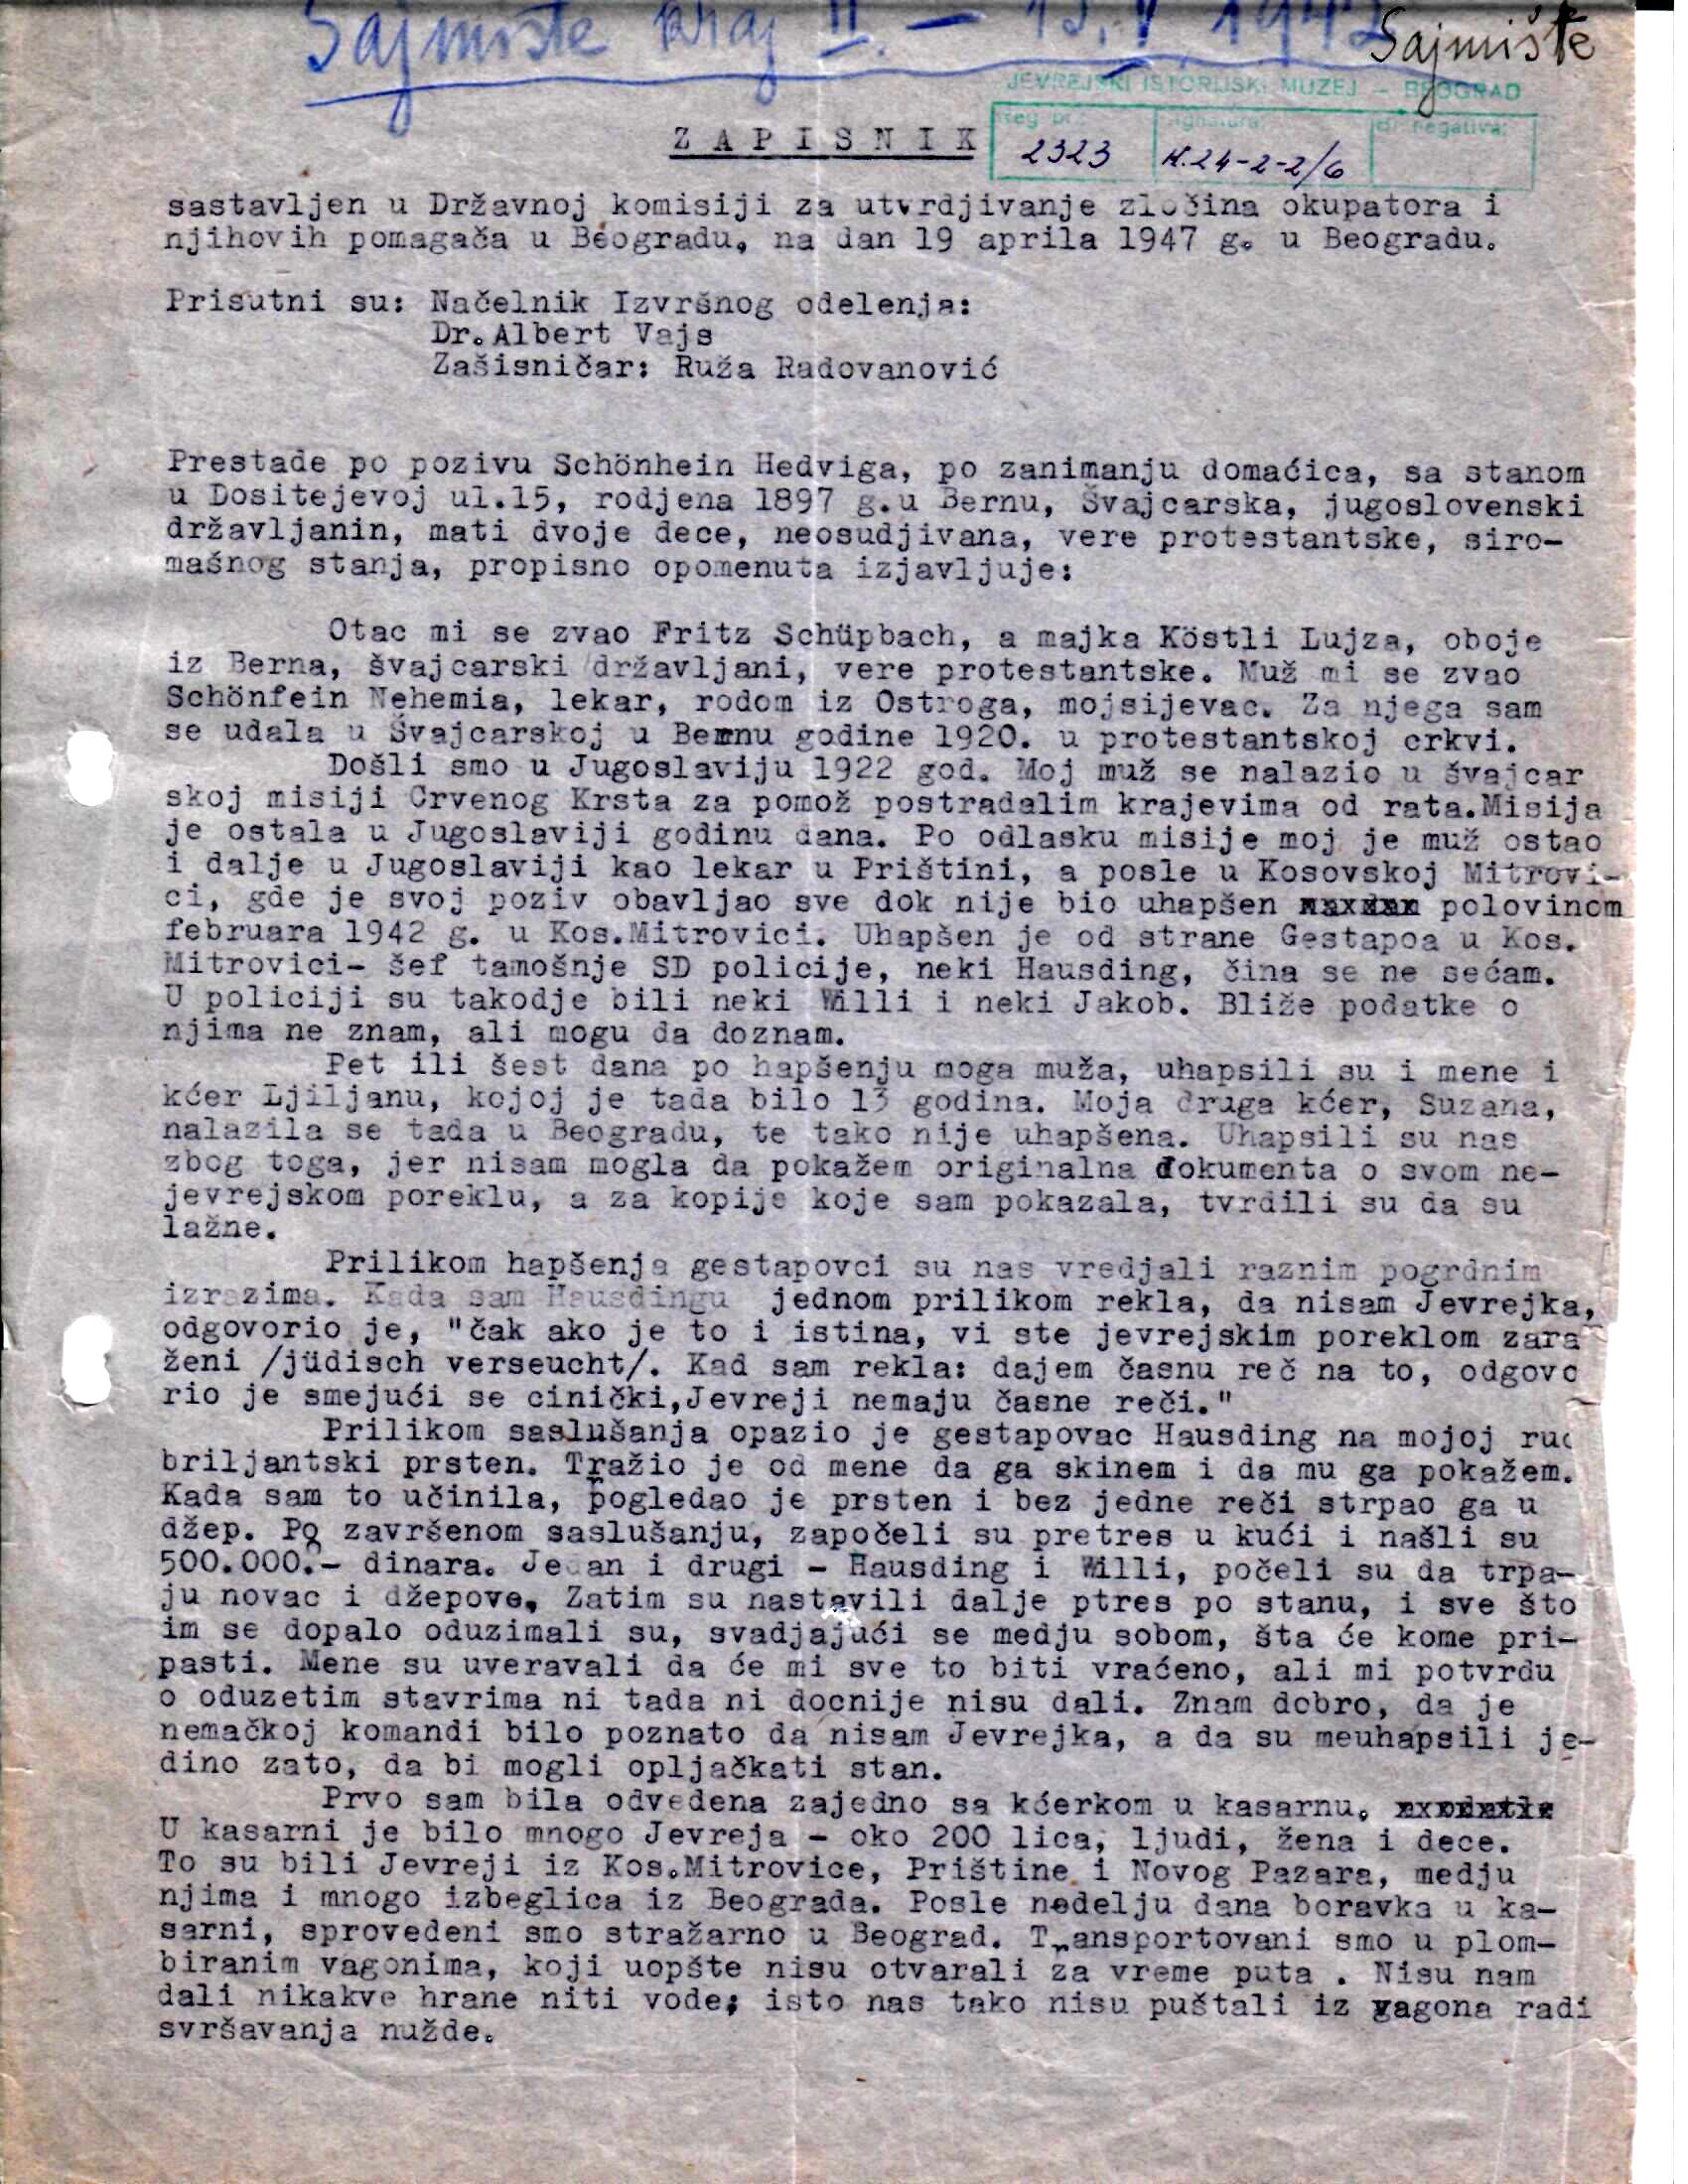 Sajmište kraj II. – 15.V 1942
Sajmište
JEVREJSKI ISTORIJSKI MUZEJ – BEOGRAD
Reg. br.: Signatura: Br. negativa:
2323 K.24-2-2/6
Z A P I S N I K
sastavljen u Državnoj komisiji za utvrdjivanje zločina okupatora i
njihovih pomagača u Beogradu, na dan 19 aprila 1947 g. u Beogradu.
Prisutni su: Načelnik Izvršnog odelenja:
Dr.Albert Vajs
Zašisničar: Ruža Radovanović
Prestade po pozivu Schönhein Hedviga, po zanimanju domaćica, sa stanom
u Dositejevoj ul.15, rodjena 1897 g.u Bernu, Švajcarska, jugoslovenski
državljanin, mati dvoje dece, neosudjivana, vere protestantske, siro-
mašnog stanja, propisno opomenuta izjavljuje:
Otac mi se zvao Fritz Schüpbach, a majka Köstli Lujza, oboje
iz Berna, švajcarski državljani, vere protestantske. Muž mi se zvao
Schönfein Nehemia, lekar, rodom iz Ostroga, mojsijevac. Za njega sam
se udala u Švajcarskoj u Bernu godine 1920. u protestantskoj crkvi.
Došli smo u Jugoslaviju 1922 god. Moj muž se nalazio u švajcar
skoj misiji Crvenog Krsta za pomož postradalim krajevima od rata.Misija
je ostala u Jugoslaviji godinu dana. Po odlasku misije moj je muž ostao
i dalje u Jugoslaviji kao lekar u Prištini, a posle u Kosovskoj Mitrovi-
ci, gde je svoj poziv obavljao sve dok nije bio uhapšen polovinom
februara 1942 g. u Kos.Mitrovici. Uhapšen je od strane Gestapoa u Kos.
Mitrovici- šef tamošnje SD policije, neki Hausding, čina se ne sećam.
U policiji su takodje bili neki Willi i neki Jakob. Bliže podatke o
njima ne znam, ali mogu da doznam.
Pet ili šest dana po hapšenju moga muža, uhapsili su i mene i
kćer Ljiljanu, kojoj je tada bilo 13 godina. Moja druga kćer, Suzana,
nalazila se tada u Beogradu, te tako nije uhapšena. Uhapsili su nas
zbog toga, jer nisam mogla da pokažem originalna dokumenta o svom ne-
jevrejskom poreklu, a za kopije koje sam pokazala, tvrdili su da su
lažne.
Prilikom hapšenja gestapovci su nas vredjali raznim pogrdnim
izrazima. Kada sam Hausdingu jednom prilikom rekla, da nisam Jevrejka,
odgovorio je, "čak ako je to i istina, vi ste jevrejskim poreklom zara
ženi /jüdisch verseucht/. Kad sam rekla: dajem časnu reč na to, odgovo
rio je smejući se cinički,Jevreji nemaju časne reči."
Prilikom saslušanja opazio je gestapovac Hausding na mojoj ruc
briljantski prsten. Tražio je od mene da ga skinem i da mu ga pokažem.
Kada sam to učinila, pogledao je prsten i bez jedne reči strpao ga u
džep. Po završenom saslušanju, započeli su pretres u kući i našli su
500.000.- dinara. Jedan i drugi - Hausding i Willi, počeli su da trpa-
ju novac i džepove, Zatim su nastavili dalje ptres po stanu, i sve što
im se dopalo oduzimali su, svadjajući se medju sobom, šta će kome pri-
pasti. Mene su uveravali da će mi sve to biti vraćeno, ali mi potvrdu
o oduzetim stavrima ni tada ni docnije nisu dali. Znam dobro, da je
nemačkoj komandi bilo poznato da nisam Jevrejka, a da su meuhapsili je-
dino zato, da bi mogli opljačkati stan.
Prvo sam bila odvedena zajedno sa kćerkom u kasarnu.
U kasarni je bilo mnogo Jevreja - oko 200 lica, ljudi, žena i dece.
To su bili Jevreji iz Kos.Mitrovice, Prištine i Novog Pazara, medju
njima i mnogo izbeglica iz Beograda. Posle nedelju dana boravka u ka-
sarni, sprovedeni smo stražarno u Beograd. Transportovani smo u plom-
biranim vagonima, koji uopšte nisu otvarali za vreme puta . Nisu nam
dali nikakve hrane niti vode; isto nas tako nisu puštali iz vagona radi
svršavanja nužde.